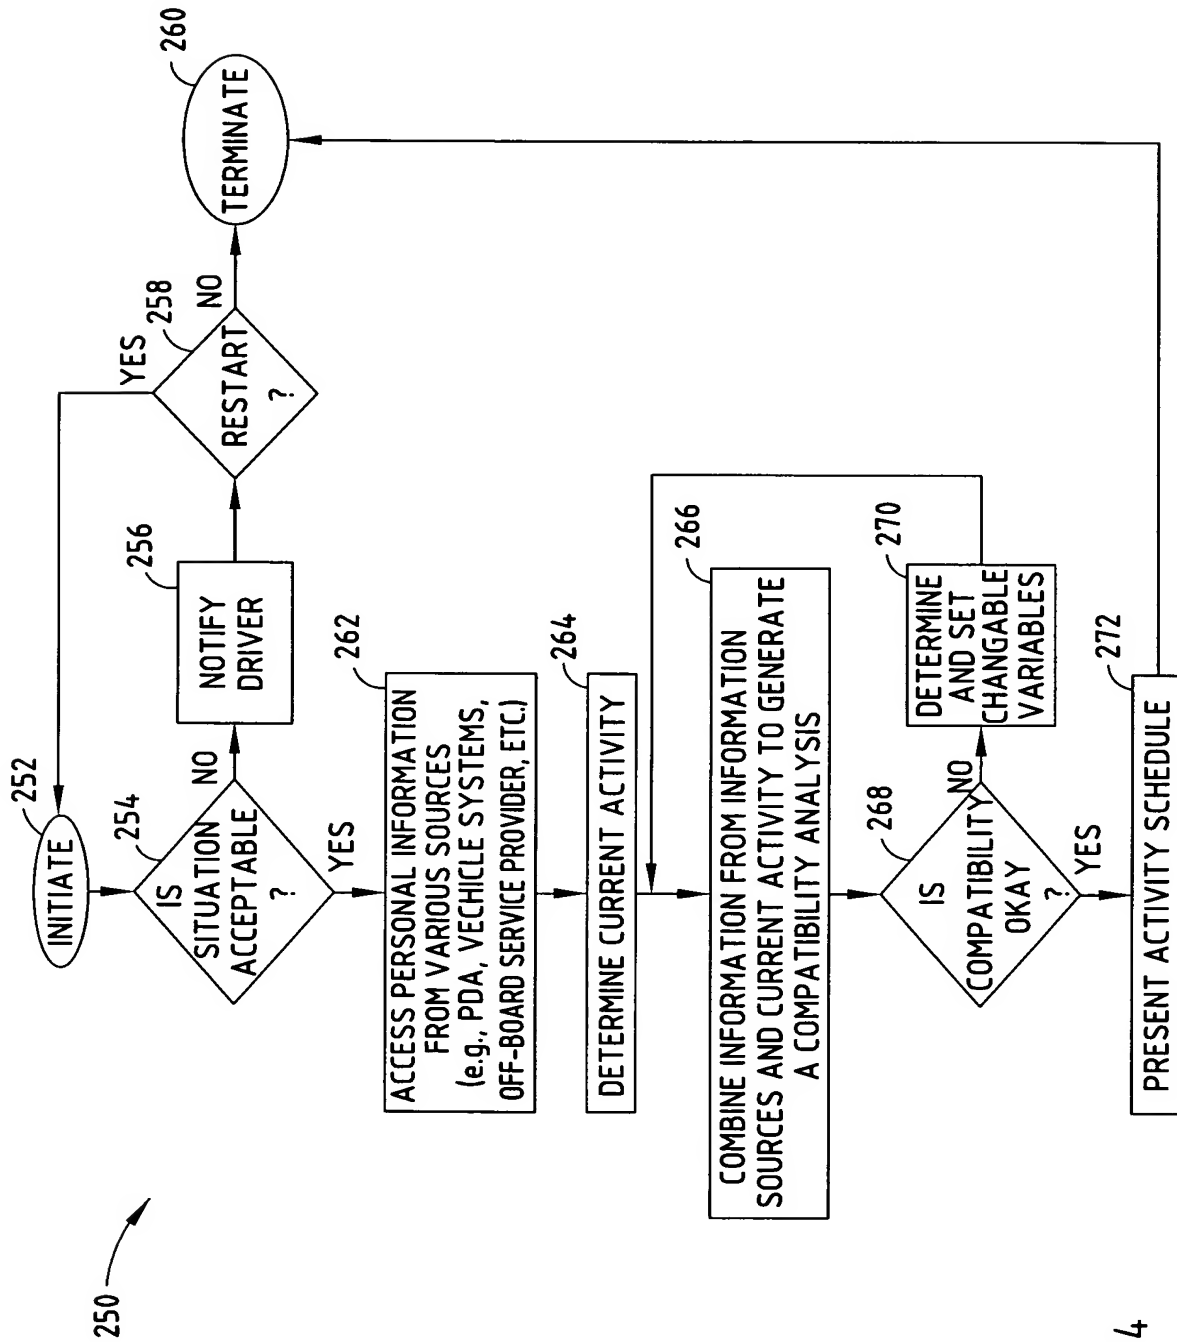 250
252
INITIATE
254
IS
SITUATION
ACCEPTABLE
?
NO
YES
256
NOTIFY
DRIVER
258
RESTART
?
YES
NO
260
TERMINATE
262
ACCESS PERSONAL INFORMATION
FROM VARIOUS SOURCES
(e.g., PDA, VECHICLE SYSTEMS,
OFF-BOARD SERVICE PROVIDER, ETC.)
264
DETERMINE CURRENT ACTIVITY
266
COMBINE INFORMATION FROM INFORMATION
SOURCES AND CURRENT ACTIVITY TO GENERATE
A COMPATIBILITY ANALYSIS
268
IS
COMPATIBILITY
OKAY
?
NO
YES
270
DETERMINE
AND SET
CHANGABLE
VARIABLES
272
PRESENT ACTIVITY SCHEDULE
4